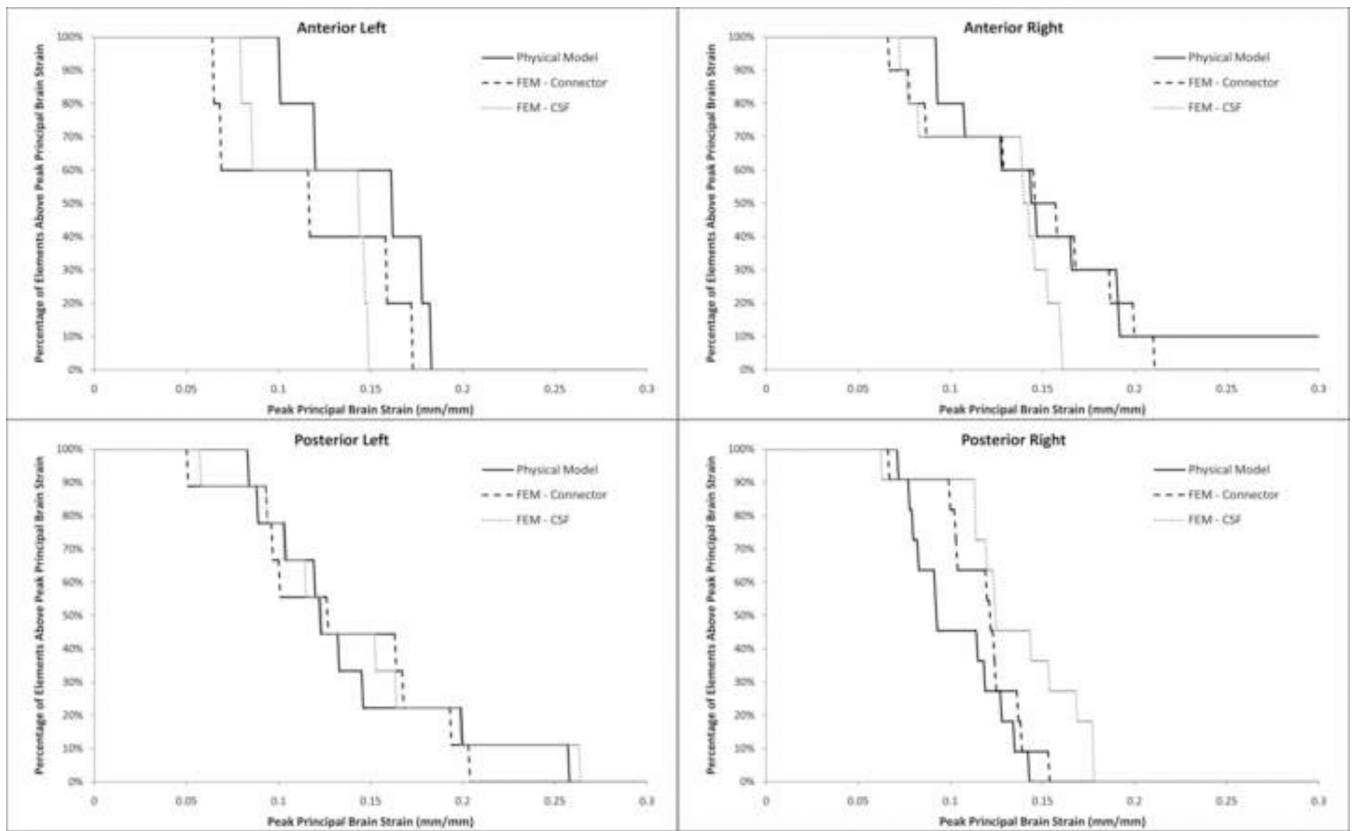 Anterior Left
Percentage of Elements Above Peak Principal Brain Strain
100%
90%
80%
70%
60%
50%
40%
30%
20%
10%
0%
Physical Model
FEM - Connector
FEM - CSF
0 0.05 0.1 0.15 0.2 0.25 0.3
Peak Principal Brain Strain (mm/mm)
Anterior Right
Percentage of Elements Above Peak Principal Brain Strain
100%
90%
80%
70%
60%
50%
40%
30%
20%
10%
0%
Physical Model
FEM - Connector
FEM - CSF
0 0.05 0.1 0.15 0.2 0.25 0.3
Peak Principal Brain Strain (mm/mm)
Posterior Left
Percentage of Elements Above Peak Principal Brain Strain
100%
90%
80%
70%
60%
50%
40%
30%
20%
10%
0%
Physical Model
FEM - Connector
FEM - CSF
0 0.05 0.1 0.15 0.2 0.25 0.3
Peak Principal Brain Strain (mm/mm)
Posterior Right
Percentage of Elements Above Peak Principal Brain Strain
100%
90%
80%
70%
60%
50%
40%
30%
20%
10%
0%
Physical Model
FEM - Connector
FEM - CSF
0 0.05 0.1 0.15 0.2 0.25 0.3
Peak Principal Brain Strain (mm/mm)